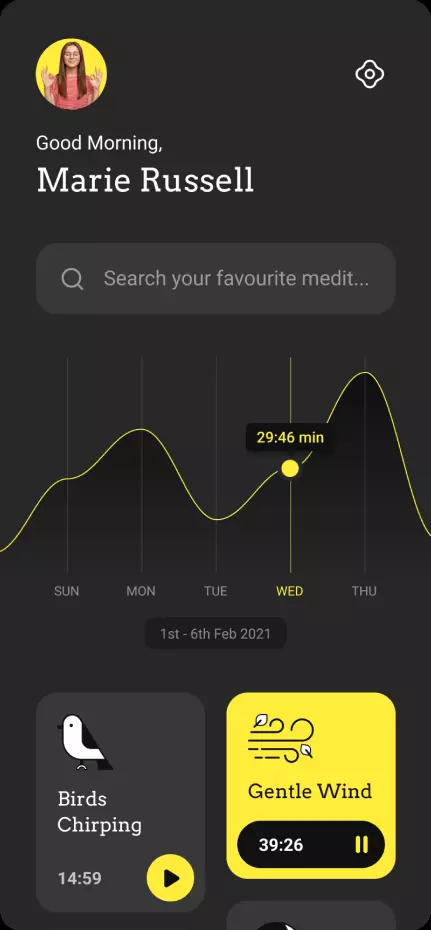 Good Morning,
Marie Russell
Search your favourite medit...
29:46 min
SUN MON TUE WED THU
1st - 6th Feb 2021
Birds
Chirping
14:59
Gentle Wind
39:26